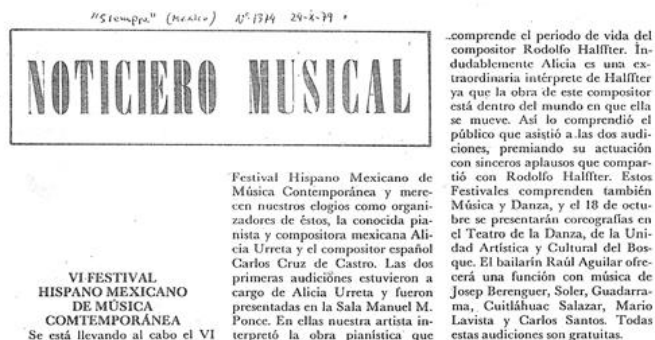 "Siempre" (México) Nº 1374 24-X-79
NOTICIERO MUSICAL
VI FESTIVAL
HISPANO MEXICANO
DE MÚSICA
COMTEMPORÁNEA
Se está llevando al cabo el VI
Festival Hispano Mexicano de
Música Contemporánea y mere-
cen nuestros elogios como organi-
zadores de éstos, la conocida pia-
nista y compositora mexicana Ali-
cia Urreta y el compositor español
Carlos Cruz de Castro. Las dos
primeras audiciones estuvieron a
cargo de Alicia Urreta y fueron
presentadas en la Sala Manuel M.
Ponce. En ellas nuestra artista in-
terpretó la obra pianística que
comprende el periodo de vida del
compositor Rodolfo Halffter. In-
dudablemente Alicia es una ex-
traordinaria intérprete de Halffter
ya que la obra de este compositor
está dentro del mundo en que ella
se mueve. Así lo comprendió el
público que asistió a las dos audi-
ciones, premiando su actuación
con sinceros aplausos que compar-
tió con Rodolfo Halffter. Estos
Festivales comprenden también
Música y Danza, y el 18 de octu-
bre se presentarán coreografías en
el Teatro de la Danza, de la Uni-
dad Artística y Cultural del Bos-
que. El bailarín Raúl Aguilar ofre-
cerá una función con música de
Josep Berenguer, Soler, Guadarra-
ma, Cuitláhuac Salazar, Mario
Lavista y Carlos Santos. Todas
estas audiciones son gratuitas.